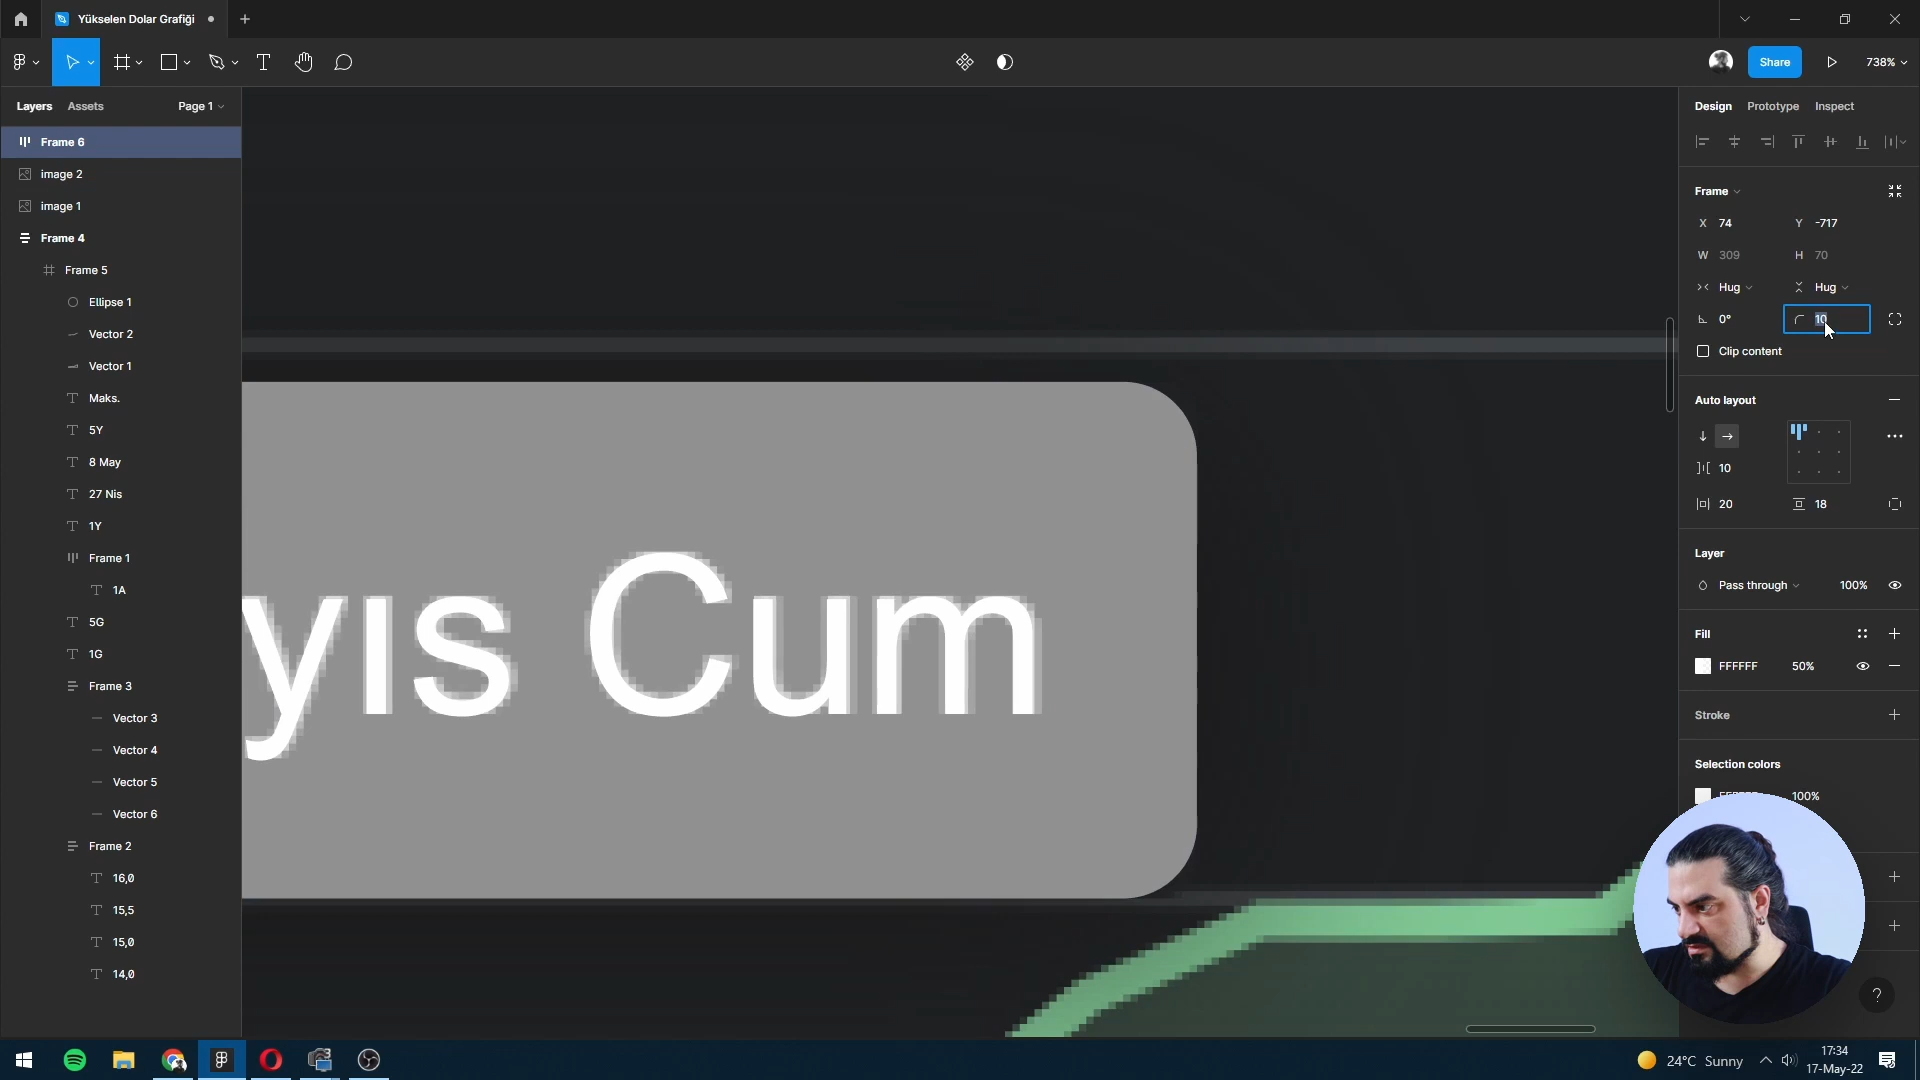 Yükselen Dolar Grafiği
Share
738%
Layers
Assets
Page 1
Frame 6
image 2
image 1
Frame 4
Frame 5
Ellipse 1
Vector 2
Vector 1
Maks.
5Y
8 May
27 Nis
1Y
Frame 1
1A
5G
1G
Frame 3
Vector 3
Vector 4
Vector 5
Vector 6
Frame 2
16,0
15,5
15,0
14,0
yıs Cum
Design
Prototype
Inspect
Frame
X 74
Y -717
W 309
H 70
Hug
Hug
0°
10
Clip content
Auto layout
10
20
18
Layer
Pass through
100%
Fill
FFFFFF
50%
Stroke
Selection colors
100%
?
24°C Sunny
17:34
17-May-22